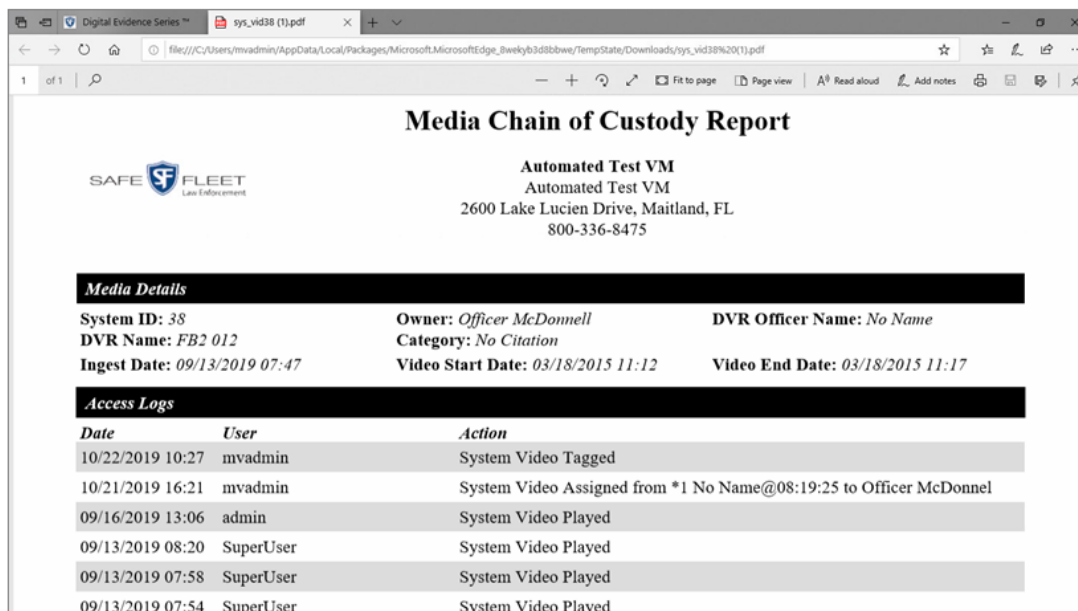 Digital Evidence Series ™
sys_vid38 (1).pdf
file:///C:/Users/mvadmin/AppData/Local/Packages/Microsoft.MicrosoftEdge_8wekyb3d8bbwe/TempState/Downloads/sys_vid38%20(1).pdf
1 of 1 Fit to page Page view Read aloud Add notes
Media Chain of Custody Report
SAFE SF FLEET
Law Enforcement
Automated Test VM
Automated Test VM
2600 Lake Lucien Drive, Maitland, FL
800-336-8475
Media Details
System ID: 38 Owner: Officer McDonnell DVR Officer Name: No Name
DVR Name: FB2 012 Category: No Citation
Ingest Date: 09/13/2019 07:47 Video Start Date: 03/18/2015 11:12 Video End Date: 03/18/2015 11:17
Access Logs
Date User Action
10/22/2019 10:27 mvadmin System Video Tagged
10/21/2019 16:21 mvadmin System Video Assigned from *1 No Name@08:19:25 to Officer McDonnel
09/16/2019 13:06 admin System Video Played
09/13/2019 08:20 SuperUser System Video Played
09/13/2019 07:58 SuperUser System Video Played
09/13/2019 07:54 SuperUser System Video Played